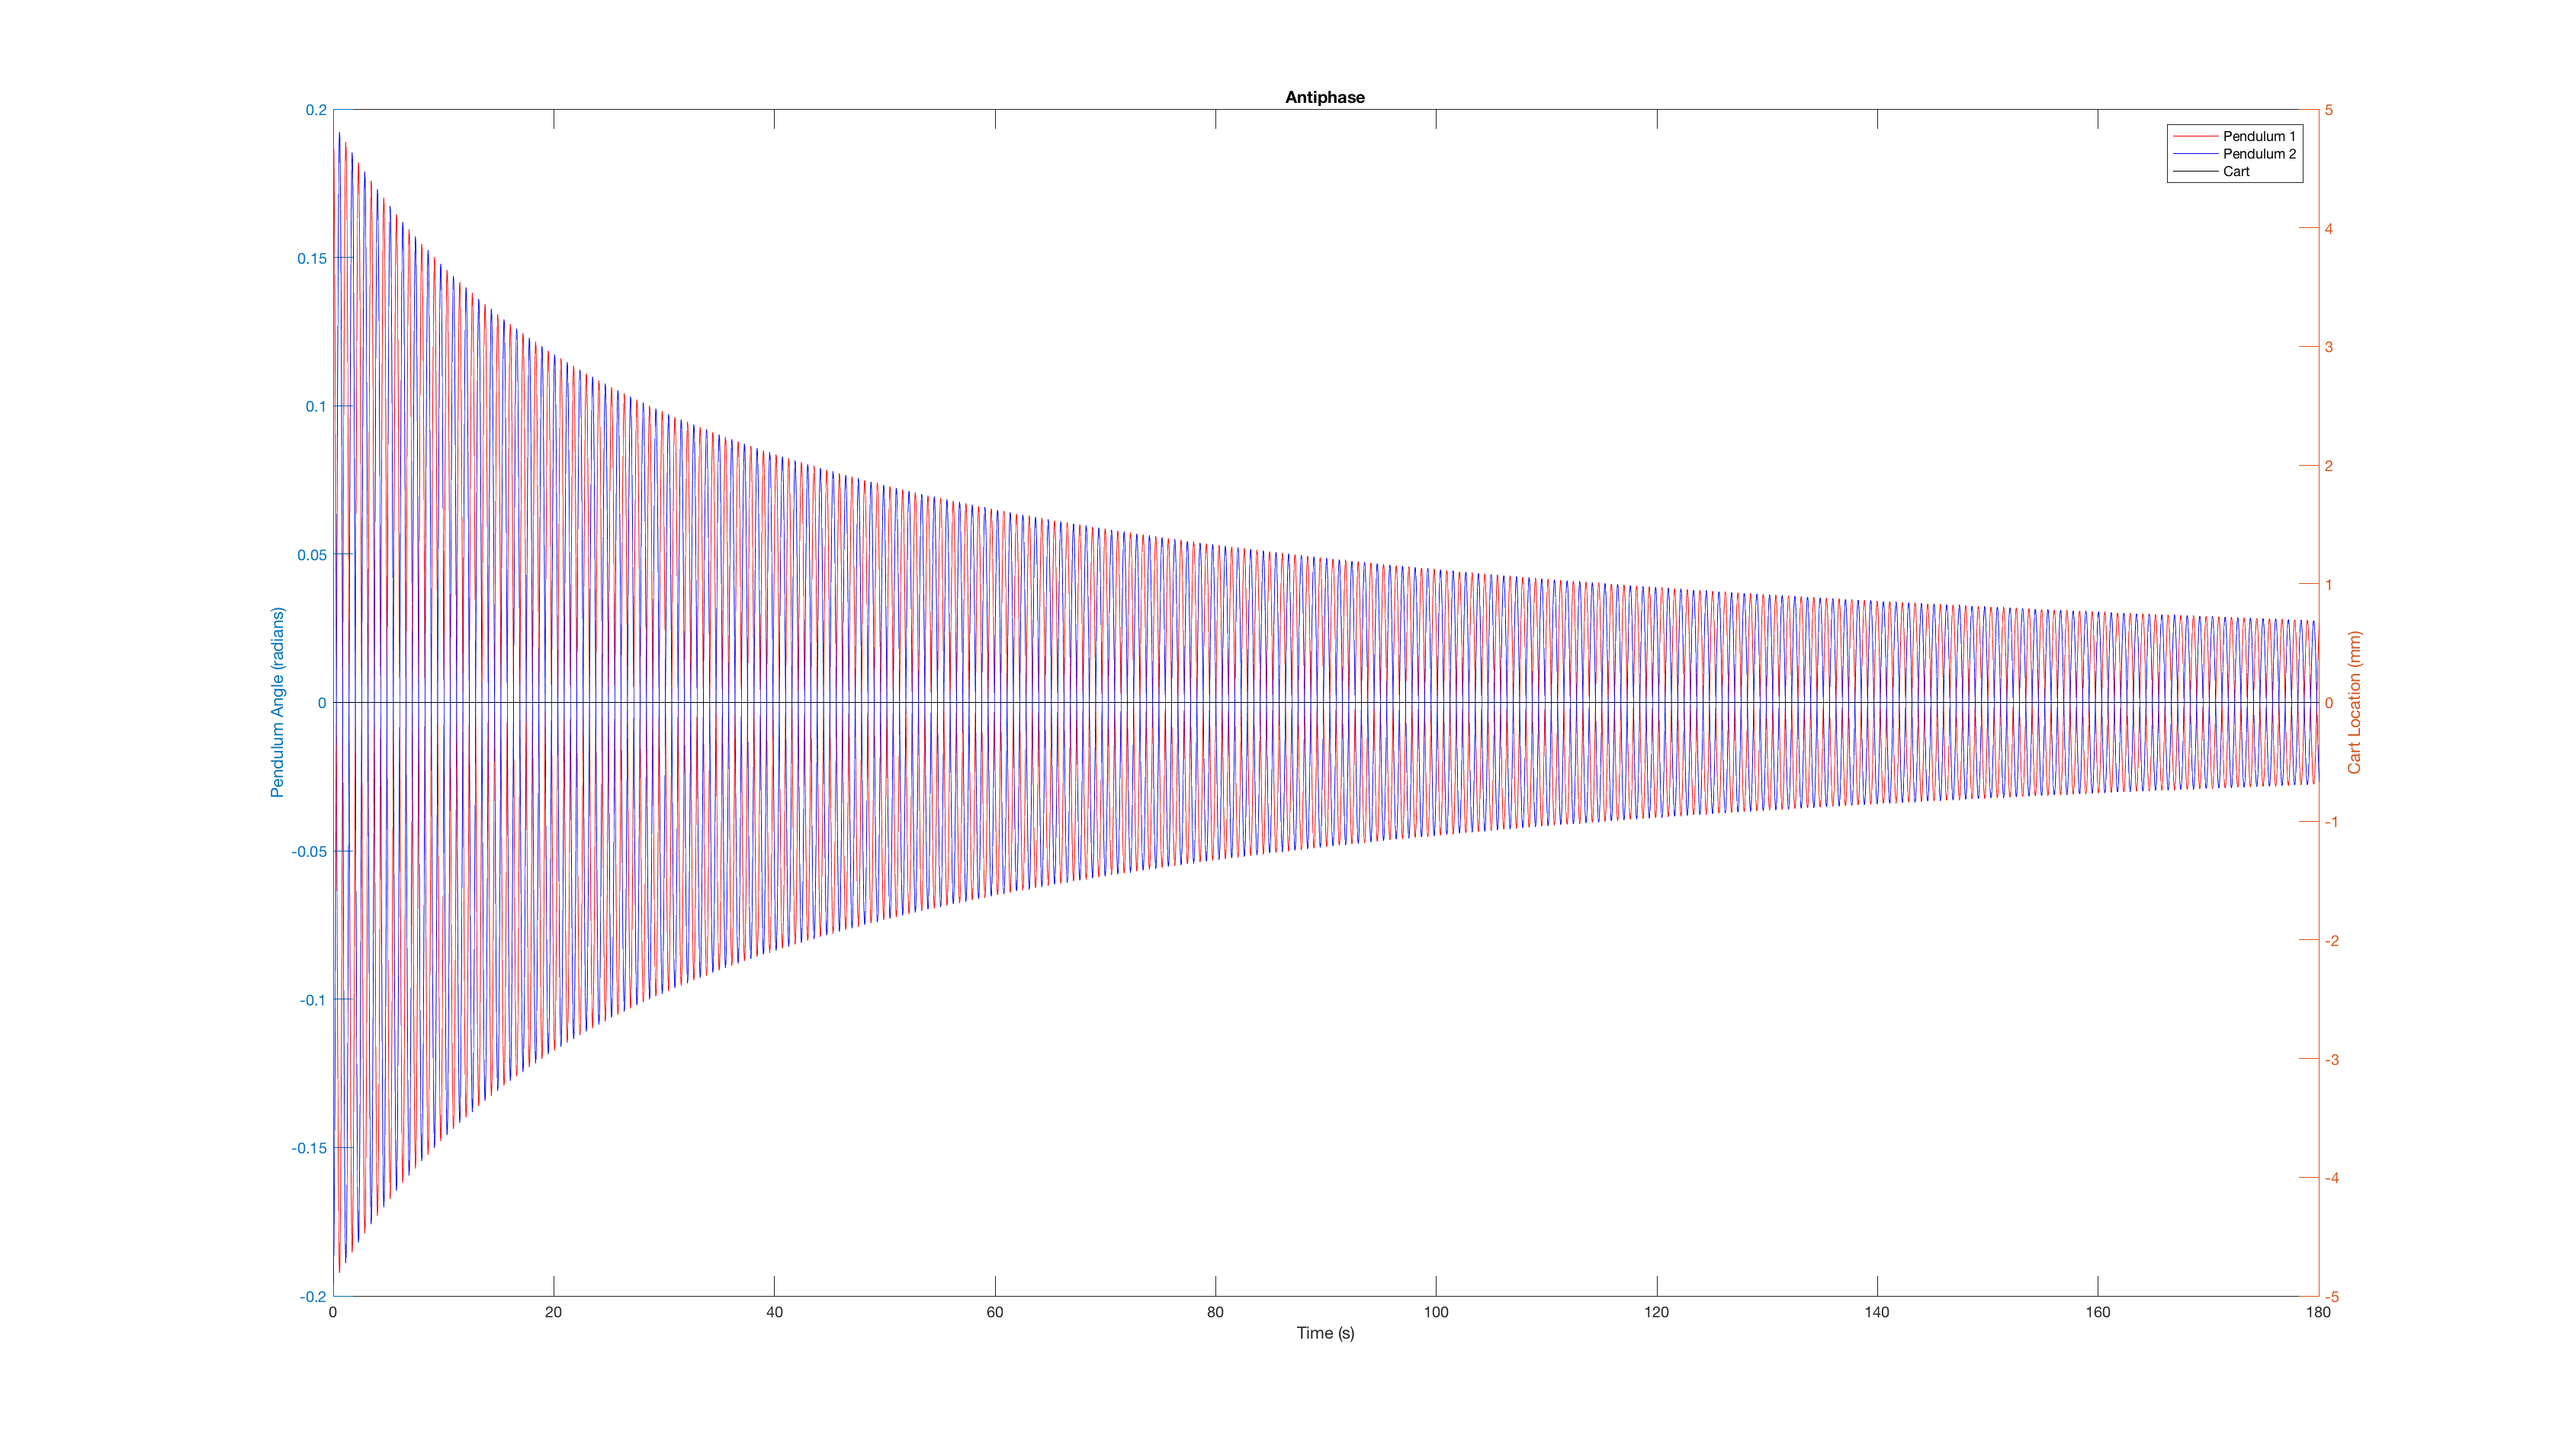 Antiphase
0.2
0.15
0.1
0.05
0
-0.05
-0.1
-0.15
-0.2
Pendulum Angle (radians)
Pendulum 1
Pendulum 2
Cart
5
4
3
2
1
0
-1
-2
-3
-4
-5
Cart Location (mm)
0 20 40 60 80 100 120 140 160 180
Time (s)